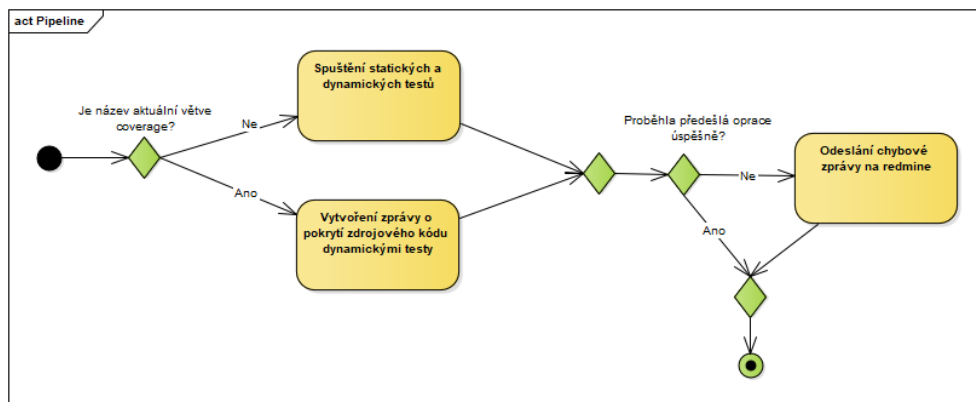 act Pipeline
Je název aktuální větve
coverage?
Ne
Ano
Spuštění statických a
dynamických testů
Vytvoření zprávy o
pokrytí zdrojového kódu
dynamickými testy
Proběhla předešlá oprace
úspěšně?
Ne
Ano
Odeslání chybové
zprávy na redmine